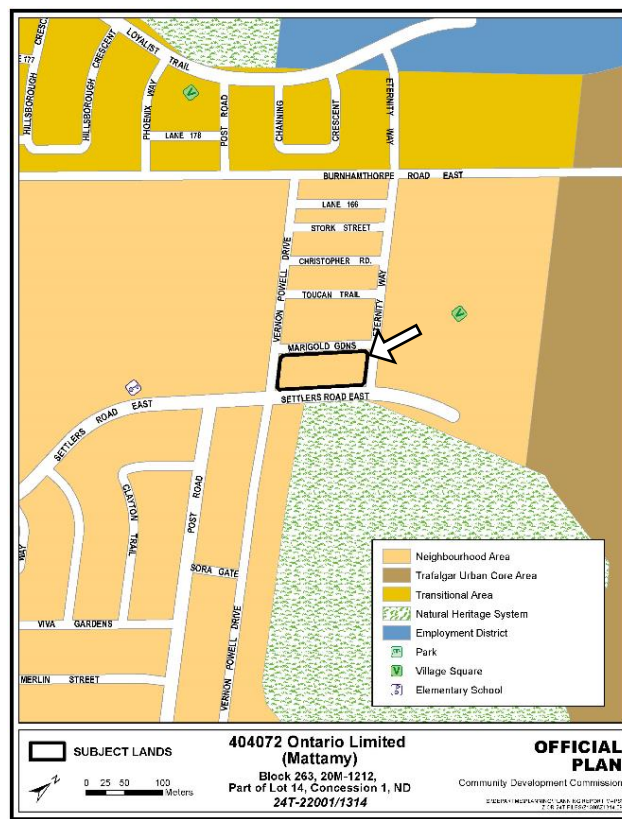 HILLSBOROUGH CRESC
HILLSBOROUGH CRESCENT
LOYALIST TRAIL
E 177
PHOENIX WAY
V
POST ROAD
LANE 178
CHANNING
CRESCENT
ETERNITY WAY
BURNHAMTHORPE ROAD EAST
LANE 166
STORK STREET
VERNON POWELL DRIVE
CHRISTOPHER RD.
TOUCAN TRAIL
ETERNITY WAY
V
MARIGOLD GDNS
SETTLERS ROAD EAST
SETTLERS ROAD EAST
CLAYTON TRAIL
POST ROAD
WAY
SORA GATE
VIVA GARDENS
VERNON POWELL DRIVE
MERLIN STREET
Neighbourhood Area
Trafalgar Urban Core Area
Transitional Area
Natural Heritage System
Employment District
Park
V Village Square
Elementary School
SUBJECT LANDS
Z
0 25 50 100
Meters
404072 Ontario Limited
(Mattamy)
Block 263, 20M-1212,
Part of Lot 14, Concession 1, ND
24T-22001/1314
OFFICIAL
PLAN
Community Development Commission